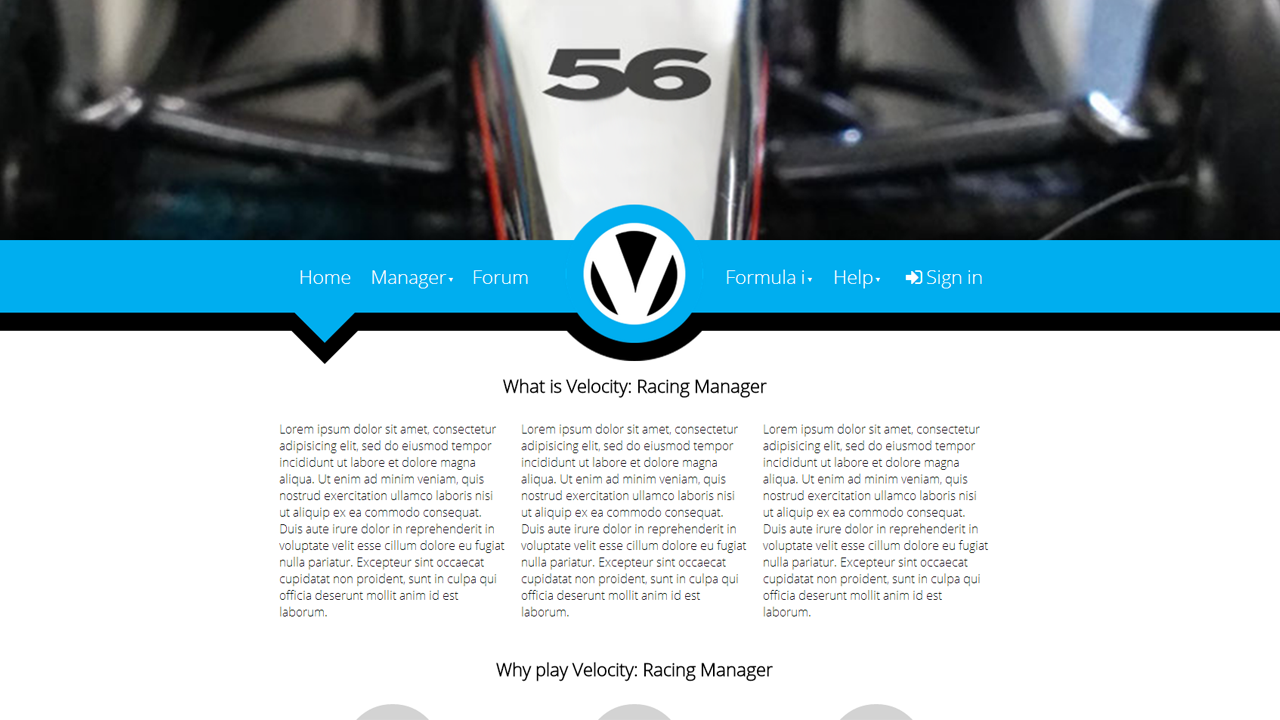 56
Home Manager▾ Forum V Formula i▾ Help▾ Sign in
What is Velocity: Racing Manager
Lorem ipsum dolor sit amet, consectetur
adipisicing elit, sed do eiusmod tempor
incididunt ut labore et dolore magna
aliqua. Ut enim ad minim veniam, quis
nostrud exercitation ullamco laboris nisi
ut aliquip ex ea commodo consequat.
Duis aute irure dolor in reprehenderit in
voluptate velit esse cillum dolore eu fugiat
nulla pariatur. Excepteur sint occaecat
cupidatat non proident, sunt in culpa qui
officia deserunt mollit anim id est
laborum.
Lorem ipsum dolor sit amet, consectetur
adipisicing elit, sed do eiusmod tempor
incididunt ut labore et dolore magna
aliqua. Ut enim ad minim veniam, quis
nostrud exercitation ullamco laboris nisi
ut aliquip ex ea commodo consequat.
Duis aute irure dolor in reprehenderit in
voluptate velit esse cillum dolore eu fugiat
nulla pariatur. Excepteur sint occaecat
cupidatat non proident, sunt in culpa qui
officia deserunt mollit anim id est
laborum.
Lorem ipsum dolor sit amet, consectetur
adipisicing elit, sed do eiusmod tempor
incididunt ut labore et dolore magna
aliqua. Ut enim ad minim veniam, quis
nostrud exercitation ullamco laboris nisi
ut aliquip ex ea commodo consequat.
Duis aute irure dolor in reprehenderit in
voluptate velit esse cillum dolore eu fugiat
nulla pariatur. Excepteur sint occaecat
cupidatat non proident, sunt in culpa qui
officia deserunt mollit anim id est
laborum.
Why play Velocity: Racing Manager